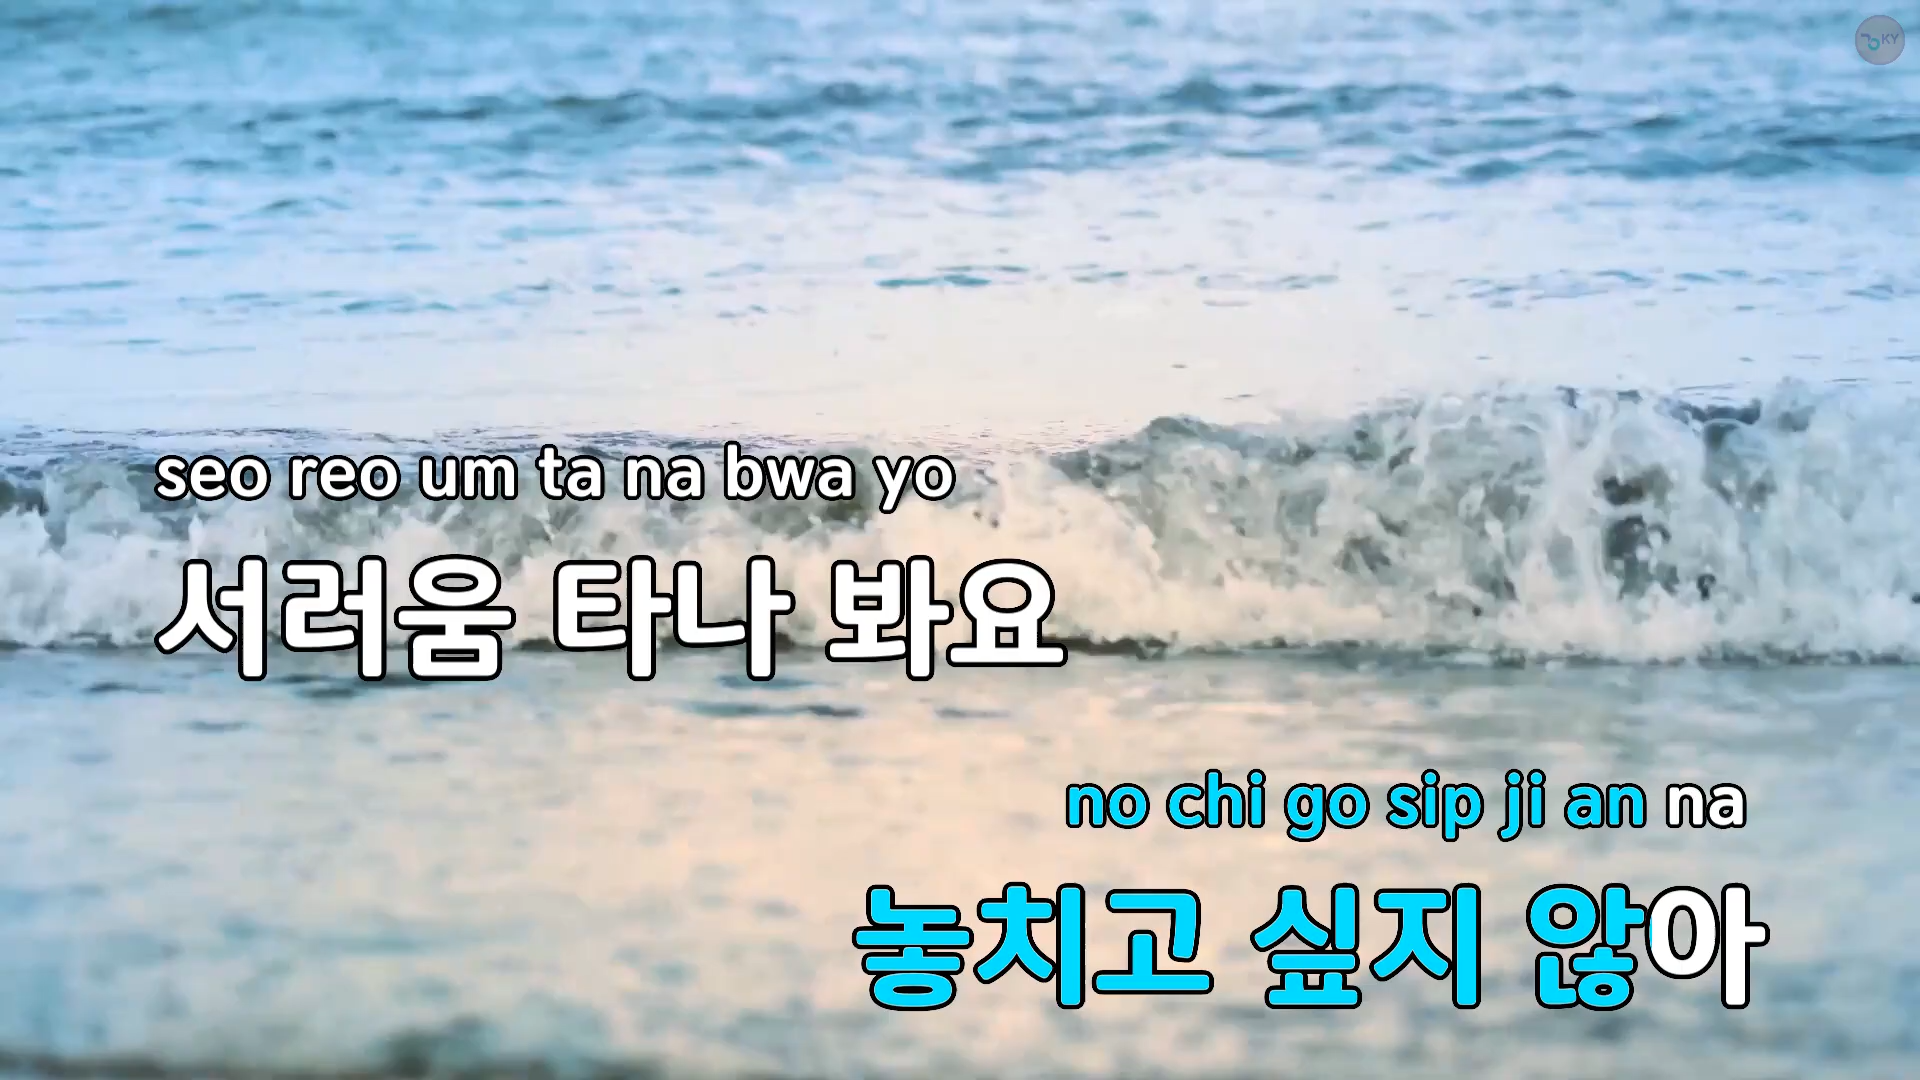 KY
seo reo um ta na bwa yo
서러움 타나 봐요
no chi go sip ji an na
놓치고 싶지 않아